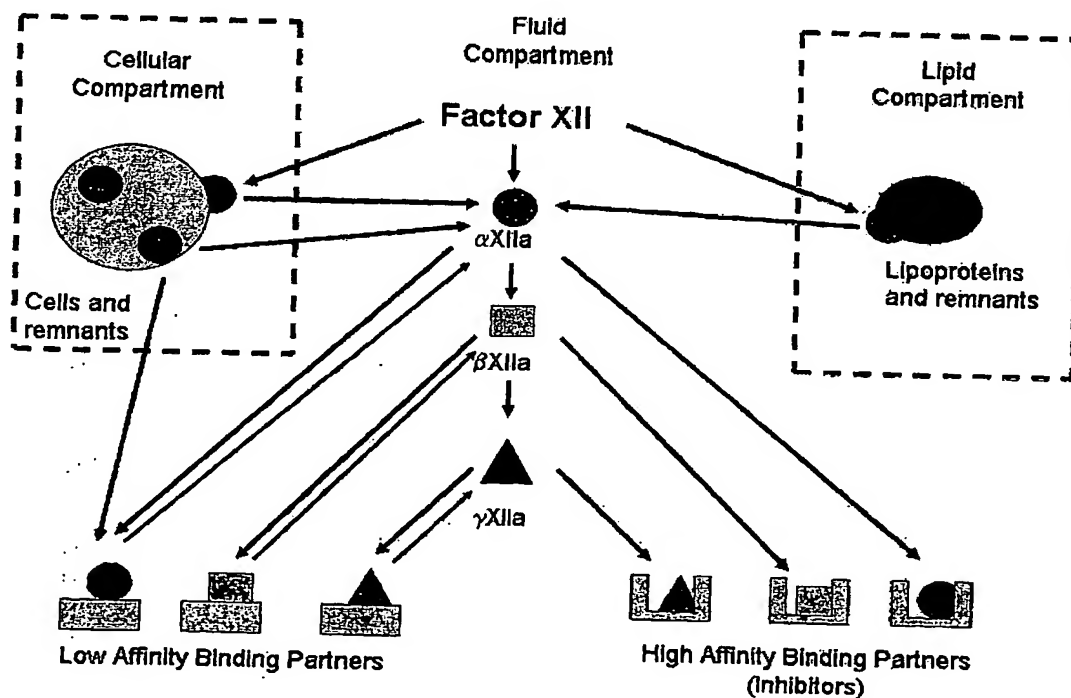 Cellular
Compartment
Fluid
Compartment
Lipid
Compartment
Factor XII
αXIIa
Cells and
remnants
Lipoproteins
and remnants
βXIIa
γXIIa
Low Affinity Binding Partners
High Affinity Binding Partners
(Inhibitors)